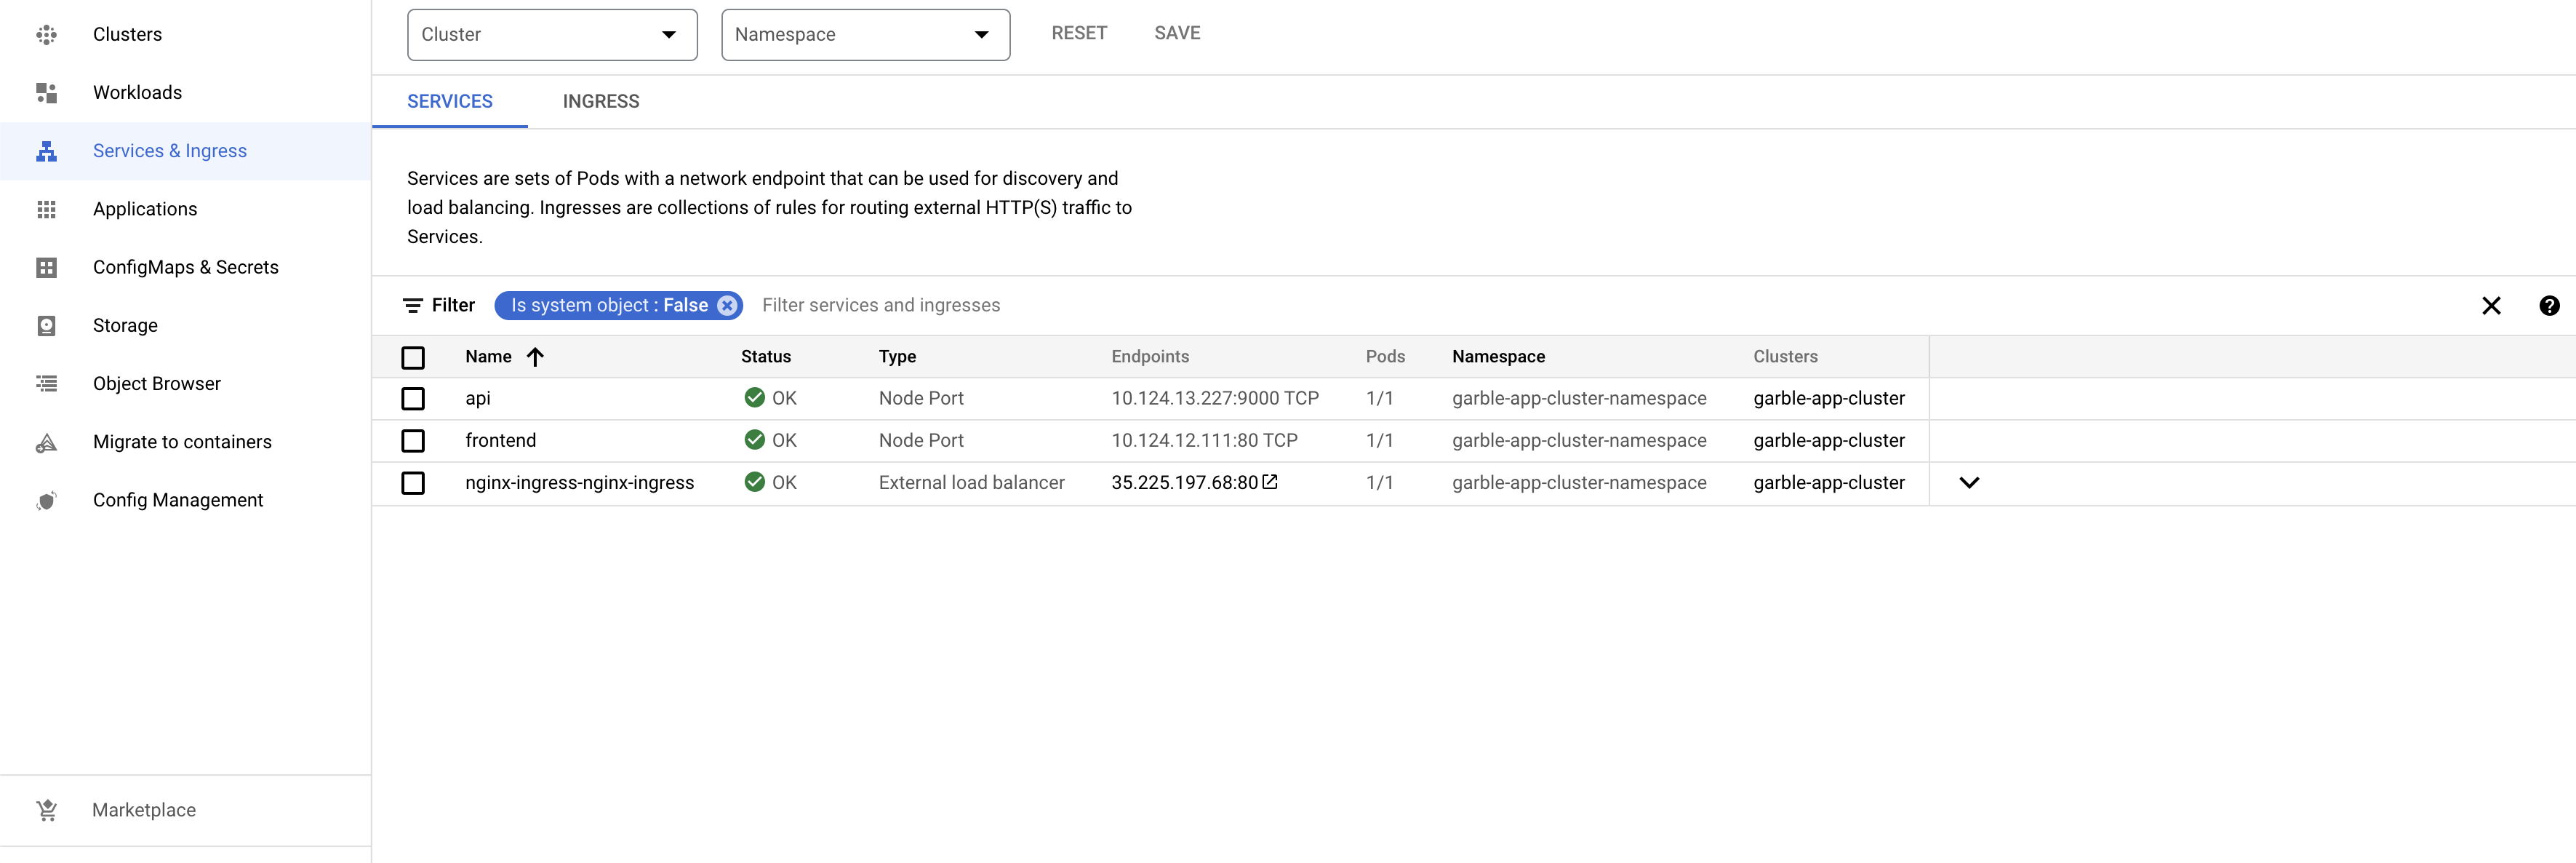 Clusters
Workloads
Services & Ingress
Applications
ConfigMaps & Secrets
Storage
Object Browser
Migrate to containers
Config Management
Marketplace
Cluster Namespace RESET SAVE
SERVICES INGRESS
Services are sets of Pods with a network endpoint that can be used for discovery and
load balancing. Ingresses are collections of rules for routing external HTTP(S) traffic to
Services.
Filter Is system object : False Filter services and ingresses
Name Status Type Endpoints Pods Namespace Clusters
api OK Node Port 10.124.13.227:9000 TCP 1/1 garble-app-cluster-namespace garble-app-cluster
frontend OK Node Port 10.124.12.111:80 TCP 1/1 garble-app-cluster-namespace garble-app-cluster
nginx-ingress-nginx-ingress OK External load balancer 35.225.197.68:80 1/1 garble-app-cluster-namespace garble-app-cluster